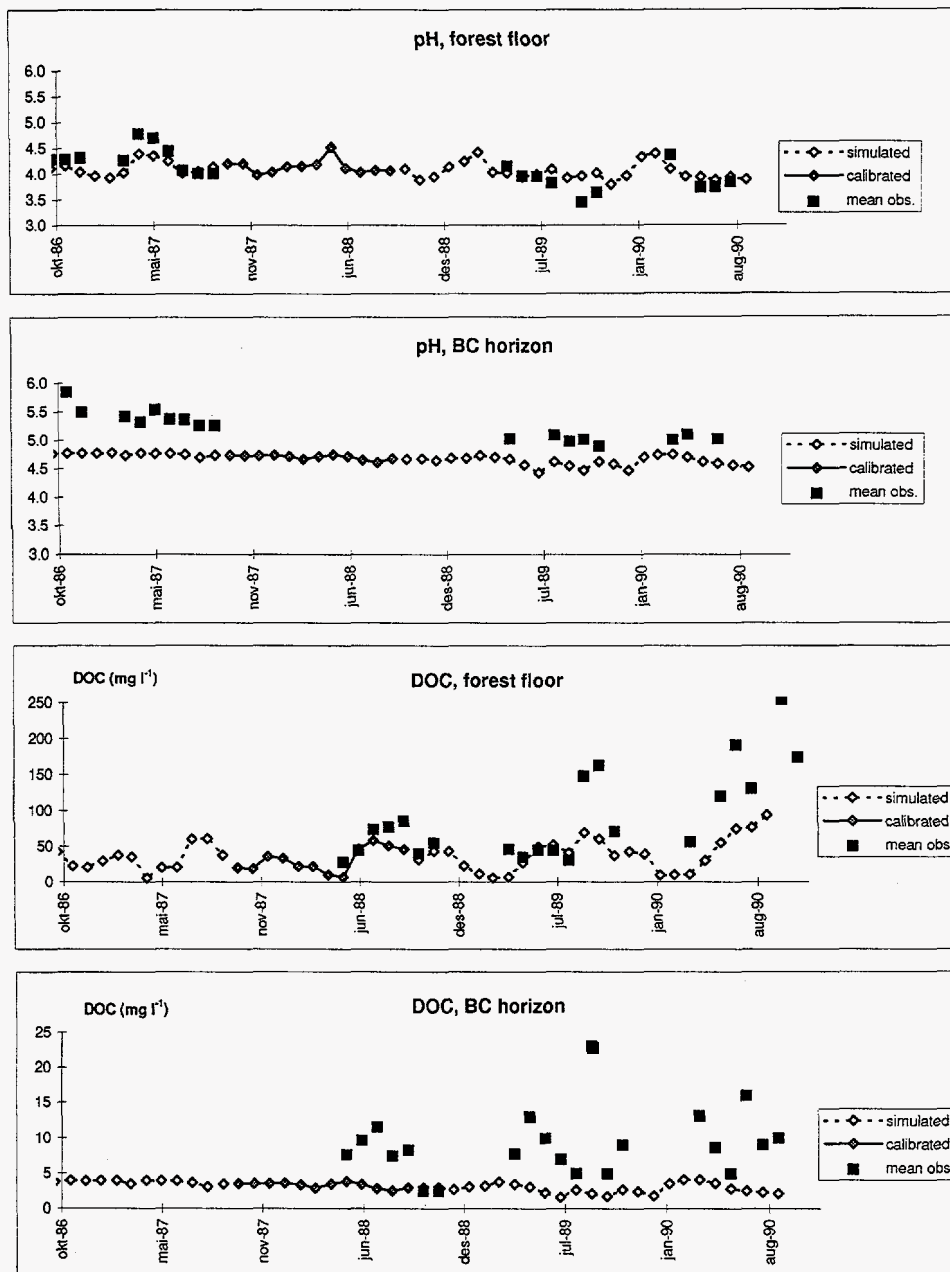 pH, forest floor
6.0
5.5
5.0
4.5
4.0
3.5
3.0
okt-86
mai-87
nov-87
jun-88
des-88
jul-89
jan-90
aug-90
simulated
calibrated
mean obs.
pH, BC horizon
6.0
5.5
5.0
4.5
4.0
3.5
3.0
okt-86
mai-87
nov-87
jun-88
des-88
jul-89
jan-90
aug-90
simulated
calibrated
mean obs.
DOC (mg l⁻¹)
DOC, forest floor
250
200
150
100
50
0
okt-86
mai-87
nov-87
jun-88
des-88
jul-89
jan-90
aug-90
simulated
calibrated
mean obs.
DOC (mg l⁻¹)
DOC, BC horizon
25
20
15
10
5
0
okt-86
mai-87
nov-87
jun-88
des-88
jul-89
jan-90
aug-90
simulated
calibrated
mean obs.